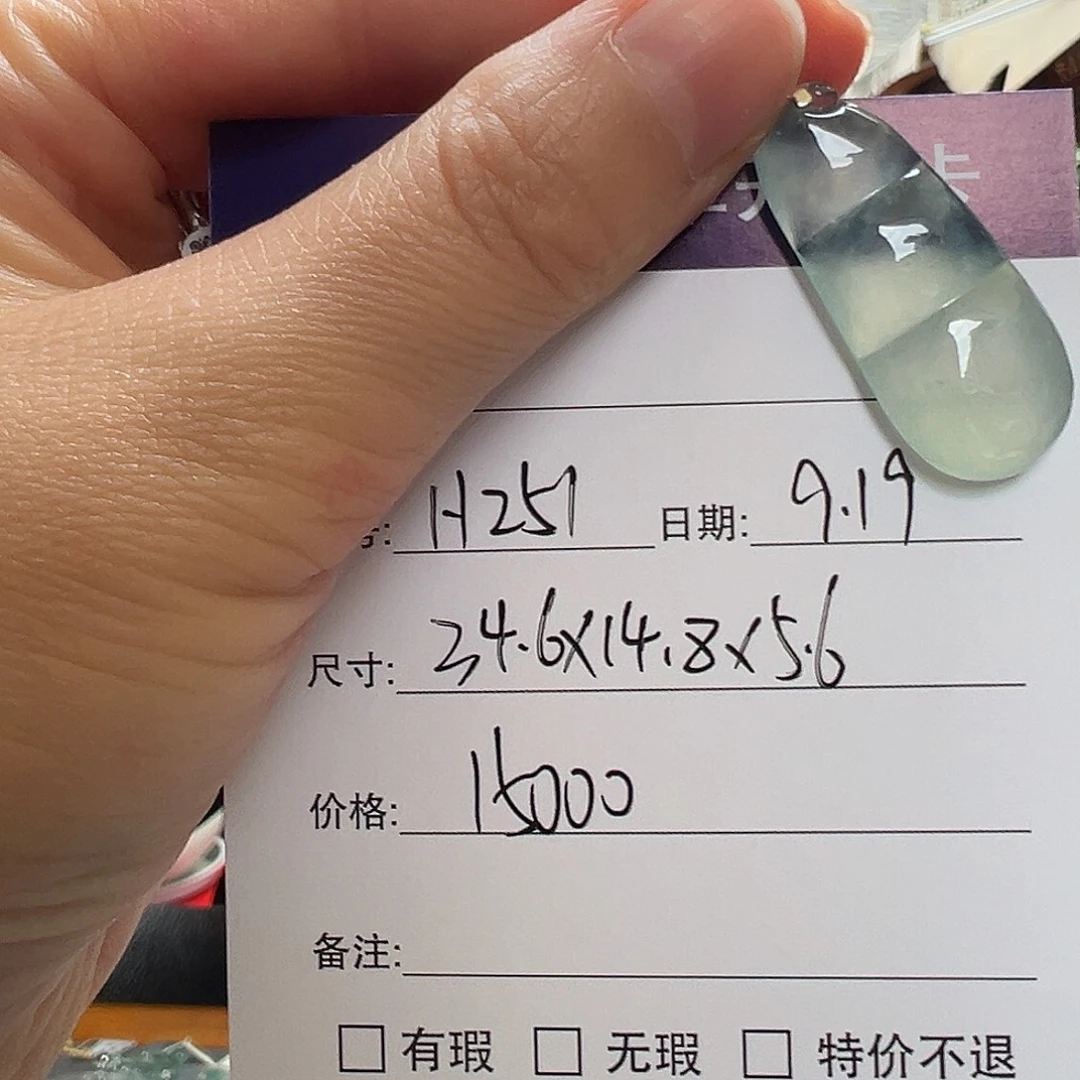 H251 日期: 9.19
尺寸: 34.6x14.8x5.6
价格: 15000
备注:
□ 有瑕 □ 无瑕 □ 特价不退